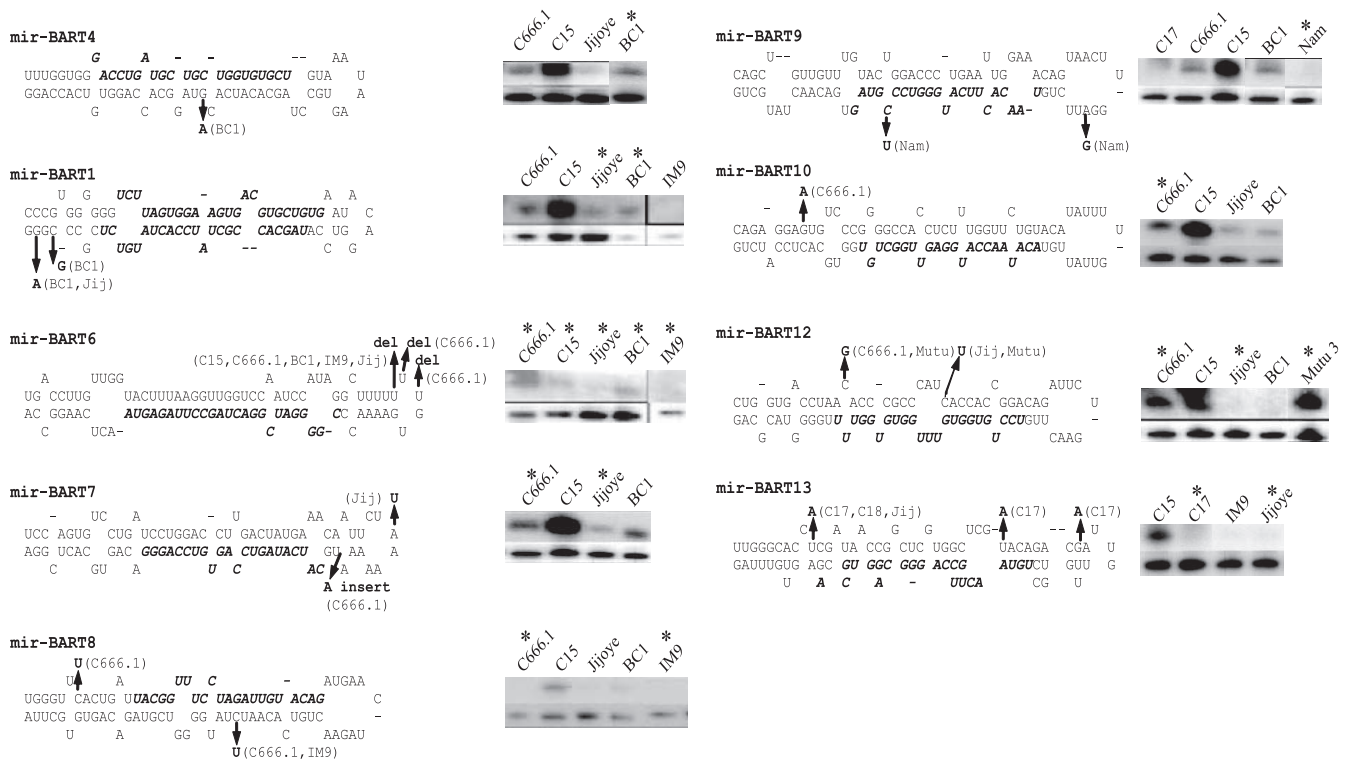 mir-BART4
G A - - -- AA
UUUGGUGG ACCUG UGC UGC UGGUGUGCU GUA U
GGACCACU UGGAC ACG AUG ACUACACGA CGU A
G C G C UC GA
A(BC1)
C666.1 C15 Jijoye BC1
*
mir-BART1
U G UCU - AC A A
CCCG GG GGG UAGUGGA AGUG GUGCUGUG AU C
GGGC CC C UC AUCACCU UCGC CACGAU AC UG A
- G UGU A -- C G
G(BC1)
A(BC1,Jij)
C666.1 C15 Jijoye BC1 IM9
* *
mir-BART6
del del(C666.1)
(C15,C666.1,BC1,IM9,Jij) del
A UUGG A AUA C U (C666.1)
UGCCUUG UACUUUAAGGUUGGUCC AUCC GG UUUUU U
AC GGAAC AUGAGAUUCCGAUCAGG UAGG CC AAAAG G
C UCA- C GG- C U
* * * * *
C666.1 C15 Jijoye BC1 IM9
mir-BART7
(Jij) U
- UC A - U AA A CU
UCC AGUG CUG UCCUGGAC CUGACUAUGA CA UU A
AGGUCAC GAC GGGACCUG GA CUGAUACU GU AA A
C GU A U C AC A AA
A insert
(C666.1)
* *
C666.1 C15 Jijoye BC1
mir-BART8
U(C666.1)
U A UU C - AUGAA
UGGGU CACUG UUACGG UC UAGAUUGU ACAG C
AUUCG GUGAC GAUGCU GG AUCUAACA UGUC -
U A GG U C AAGAU
U(C666.1,IM9)
* *
C666.1 C15 Jijoye BC1 IM9
mir-BART9
U-- UG U - U GAA UAACU
CAGC GUUGUU UAC GGACCC UGAA UG ACAG U
GUCG CAACAG AUG CCUGGG ACUU AC UGUC -
UAU UG C U C AA- UUAGG
U(Nam) G(Nam)
C17 C666.1 C15 BC1 Nam
*
mir-BART10
A(C666.1)
- UC G C U C UAUUU
CAGA GGAGUG CCG GGCCA CUCU UGGUU UGUACA U
GUCU CCUCAC GGU UCGGU GAGG ACCAA ACAUGU -
A GU G U U U UAUUG
*
C666.1 C15 Jijoye BC1
mir-BART12
G(C666.1,Mutu) U(Jij,Mutu)
- A C - CAU C AUUC
CUG GUG CCUAA ACCC CGCC CACCAC GGACAG U
GAC CAU GGGUU UGG GUGG GUGGUG CCUGUU -
G G U U UUU U CAAG
* * *
C666.1 C15 Jijoye BC1 Mutu 3
mir-BART13
A(C17,C18,Jij) A(C17) A(C17)
C A A G G UCG- -- U
UUGGGCAC UCG UA CCG CUC UGGC UACAGA CGA U
GAUUUGUG AGC GU GGC GGG ACCG AUGUCU GUU G
U A C A - UUCA CG U
* *
C15 C17 IM9 Jijoye